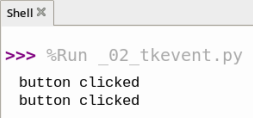 Shell ✖
>>> %Run _02_tkevent.py
button clicked
button clicked